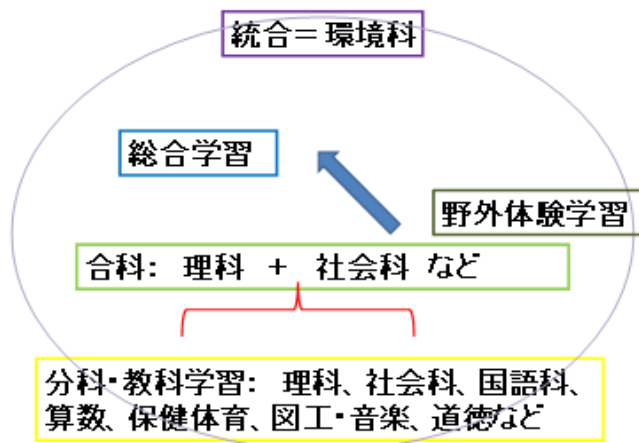 統合＝環境科
総合学習
野外体験学習
合科： 理科 ＋ 社会科 など
分科・教科学習： 理科、社会科、国語科、
算数、保健体育、図工・音楽、道徳など